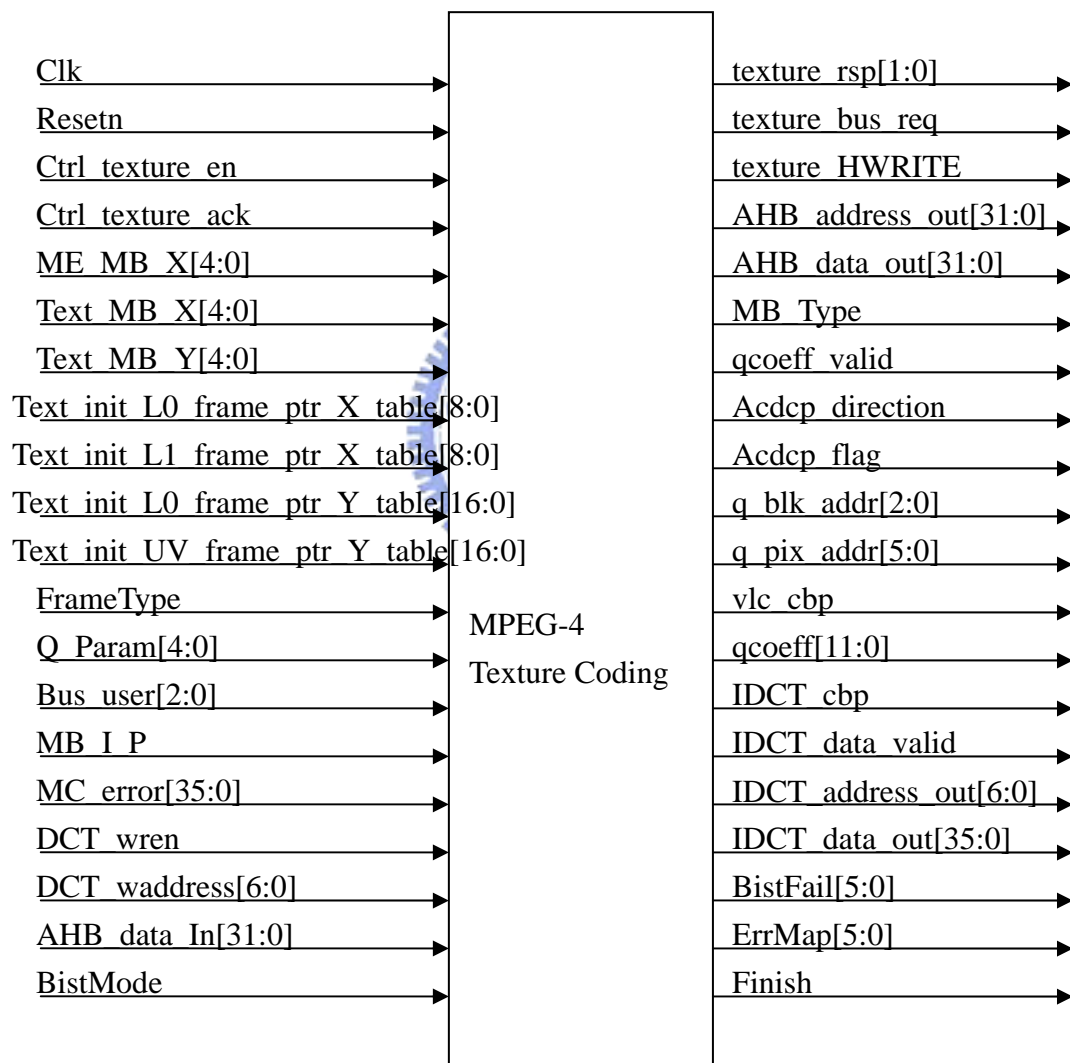 Clk
Resetn
Ctrl_texture_en
Ctrl_texture_ack
ME_MB_X[4:0]
Text_MB_X[4:0]
Text_MB_Y[4:0]
Text_init_L0_frame_ptr_X_table[8:0]
Text_init_L1_frame_ptr_X_table[8:0]
Text_init_L0_frame_ptr_Y_table[16:0]
Text_init_UV_frame_ptr_Y_table[16:0]
FrameType
Q_Param[4:0]
Bus_user[2:0]
MB_I_P
MC_error[35:0]
DCT_wren
DCT_waddress[6:0]
AHB_data_In[31:0]
BistMode
MPEG-4
Texture Coding
texture_rsp[1:0]
texture_bus_req
texture_HWRITE
AHB_address_out[31:0]
AHB_data_out[31:0]
MB_Type
qcoeff_valid
Acdcp_direction
Acdcp_flag
q_blk_addr[2:0]
q_pix_addr[5:0]
vlc_cbp
qcoeff[11:0]
IDCT_cbp
IDCT_data_valid
IDCT_address_out[6:0]
IDCT_data_out[35:0]
BistFail[5:0]
ErrMap[5:0]
Finish